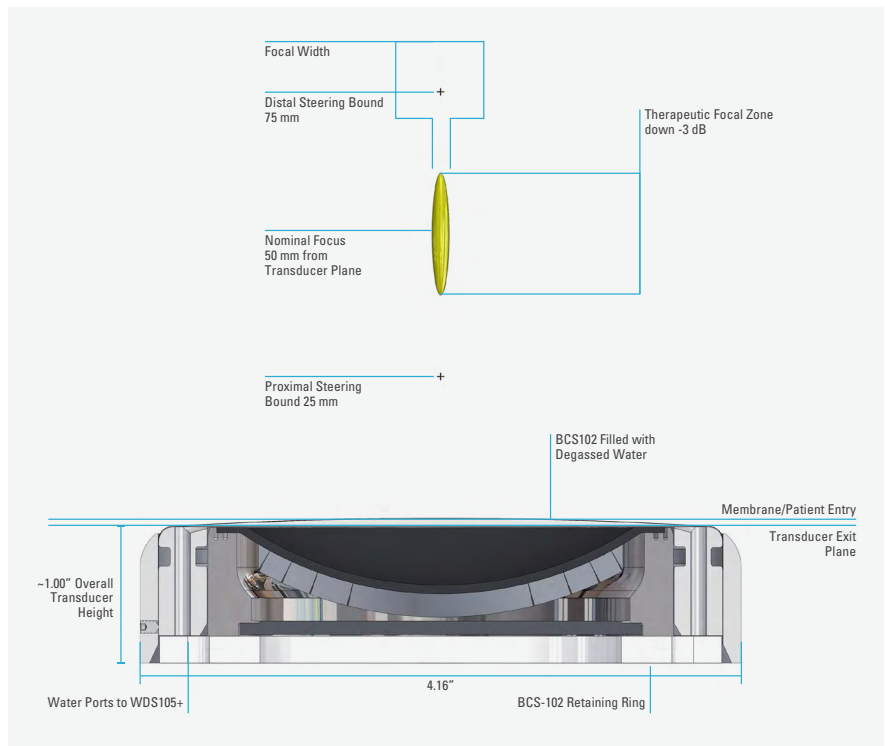 Focal Width
Distal Steering Bound
75 mm
Therapeutic Focal Zone
down -3 dB
Nominal Focus
50 mm from
Transducer Plane
Proximal Steering
Bound 25 mm
BCS102 Filled with
Degassed Water
Membrane/Patient Entry
Transducer Exit
Plane
~1.00” Overall
Transducer
Height
4.16”
Water Ports to WDS105+
BCS-102 Retaining Ring